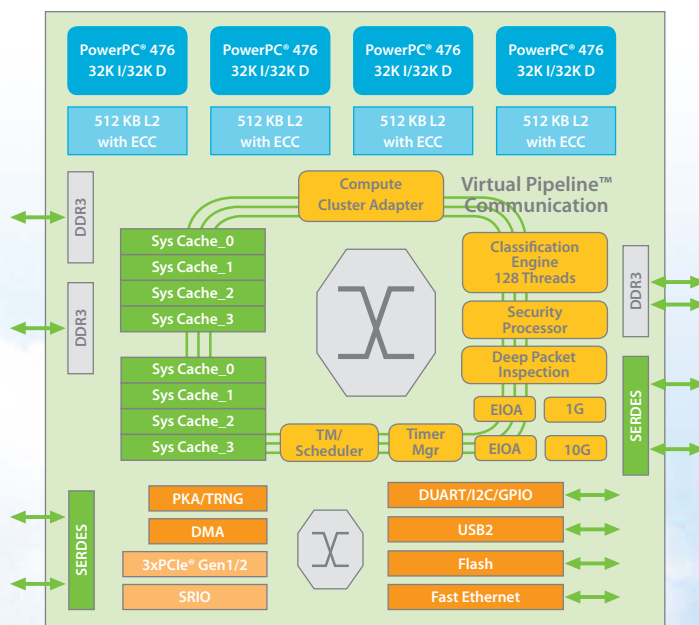 PowerPC® 476
32K I/32K D
PowerPC® 476
32K I/32K D
PowerPC® 476
32K I/32K D
PowerPC® 476
32K I/32K D
512 KB L2
with ECC
512 KB L2
with ECC
512 KB L2
with ECC
512 KB L2
with ECC
DDR3
DDR3
Compute
Cluster Adapter
Virtual Pipeline™
Communication
Sys Cache_0
Sys Cache_1
Sys Cache_2
Sys Cache_3
Sys Cache_0
Sys Cache_1
Sys Cache_2
Sys Cache_3
Classification
Engine
128 Threads
Security
Processor
Deep Packet
Inspection
EIOA
1G
EIOA
10G
TM/
Scheduler
Timer
Mgr
DDR3
SERDES
SERDES
PKA/TRNG
DMA
3xPCIe® Gen1/2
SRIO
DUART/I2C/GPIO
USB2
Flash
Fast Ethernet